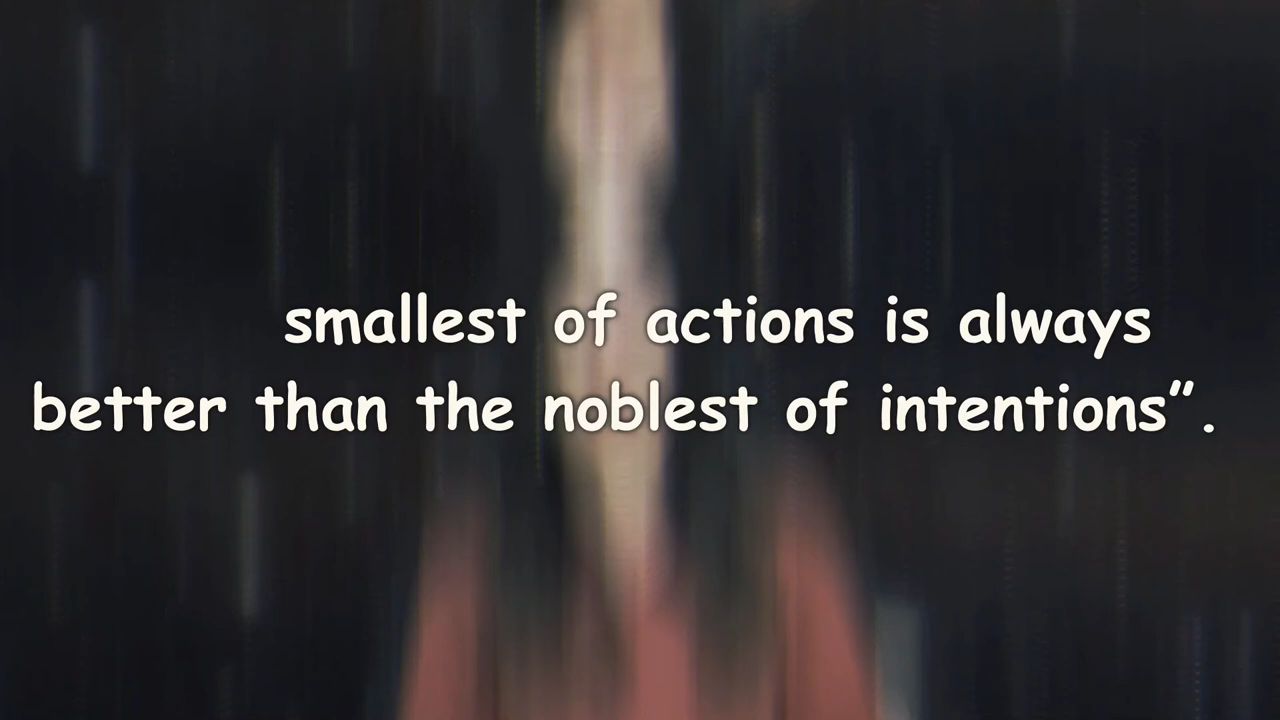 smallest of actions is always
better than the noblest of intentions”.